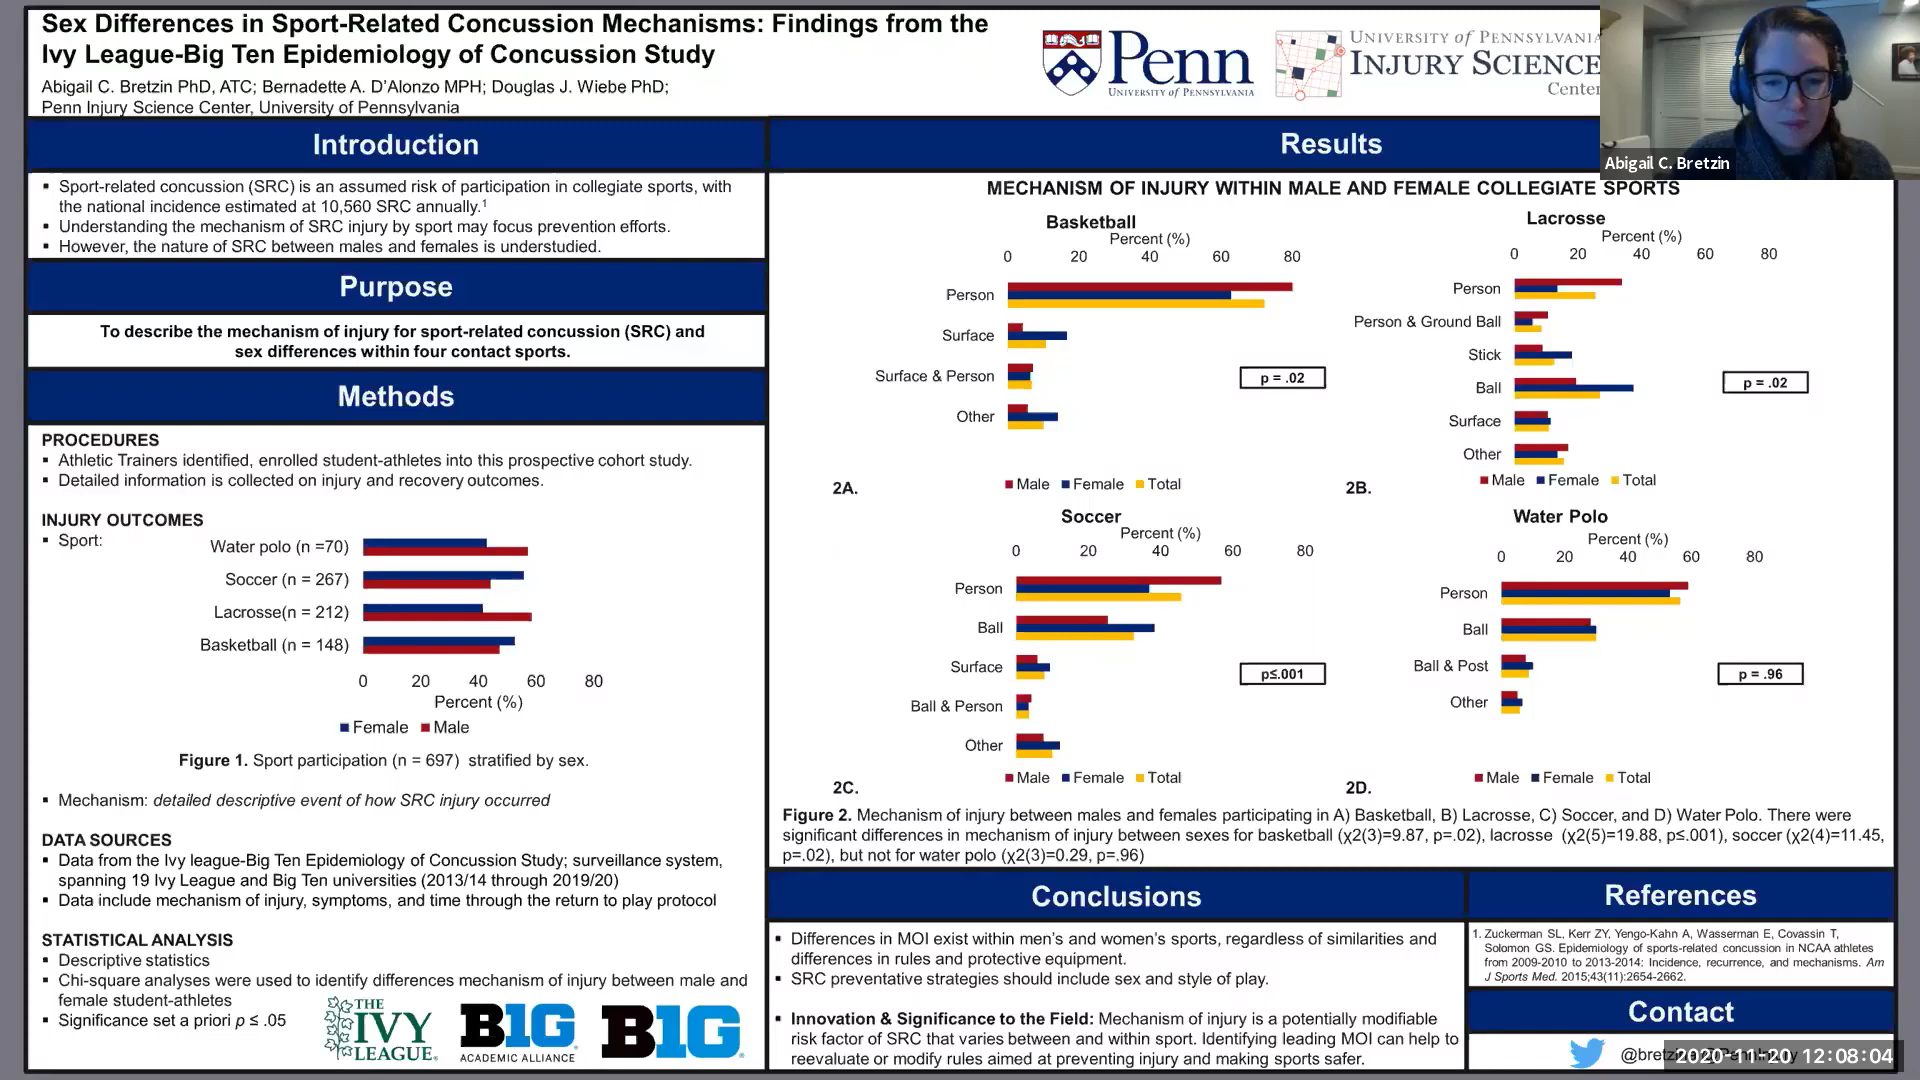 Sex Differences in Sport-Related Concussion Mechanisms: Findings from the
Ivy League-Big Ten Epidemiology of Concussion Study
Abigail C. Bretzin PhD, ATC; Bernadette A. D'Alonzo MPH; Douglas J. Wiebe PhD;
Penn Injury Science Center, University of Pennsylvania
Penn
UNIVERSITY OF PENNSYLVANIA
UNIVERSITY of PENNSYLVANIA
INJURY SCIENCE
Center
Abigail C. Bretzin
Introduction
▪ Sport-related concussion (SRC) is an assumed risk of participation in collegiate sports, with
the national incidence estimated at 10,560 SRC annually.¹
▪ Understanding the mechanism of SRC injury by sport may focus prevention efforts.
▪ However, the nature of SRC between males and females is understudied.
Purpose
To describe the mechanism of injury for sport-related concussion (SRC) and
sex differences within four contact sports.
Methods
PROCEDURES
▪ Athletic Trainers identified, enrolled student-athletes into this prospective cohort study.
▪ Detailed information is collected on injury and recovery outcomes.
INJURY OUTCOMES
▪ Sport:
Water polo (n =70)
Soccer (n = 267)
Lacrosse(n = 212)
Basketball (n = 148)
0 20 40 60 80
Percent (%)
Female Male
Figure 1. Sport participation (n = 697) stratified by sex.
▪ Mechanism: detailed descriptive event of how SRC injury occurred
DATA SOURCES
▪ Data from the Ivy league-Big Ten Epidemiology of Concussion Study; surveillance system,
spanning 19 Ivy League and Big Ten universities (2013/14 through 2019/20)
▪ Data include mechanism of injury, symptoms, and time through the return to play protocol
STATISTICAL ANALYSIS
▪ Descriptive statistics
▪ Chi-square analyses were used to identify differences mechanism of injury between male and
female student-athletes
▪ Significance set a priori p ≤ .05
THE
IVY
LEAGUE
B1G
ACADEMIC ALLIANCE
B1G
Results
MECHANISM OF INJURY WITHIN MALE AND FEMALE COLLEGIATE SPORTS
Basketball
Percent (%)
0 20 40 60 80
Person
Surface
Surface & Person
Other
p = .02
2A.
Male Female Total
Lacrosse
Percent (%)
0 20 40 60 80
Person
Person & Ground Ball
Stick
Ball
Surface
Other
p = .02
2B.
Male Female Total
Soccer
Percent (%)
0 20 40 60 80
Person
Ball
Surface
Ball & Person
Other
p≤.001
2C.
Male Female Total
Water Polo
Percent (%)
0 20 40 60 80
Person
Ball
Ball & Post
Other
p = .96
2D.
Male Female Total
Figure 2. Mechanism of injury between males and females participating in A) Basketball, B) Lacrosse, C) Soccer, and D) Water Polo. There were
significant differences in mechanism of injury between sexes for basketball (χ2(3)=9.87, p=.02), lacrosse (χ2(5)=19.88, p≤.001), soccer (χ2(4)=11.45,
p=.02), but not for water polo (χ2(3)=0.29, p=.96)
Conclusions
▪ Differences in MOI exist within men's and women's sports, regardless of similarities and
differences in rules and protective equipment.
▪ SRC preventative strategies should include sex and style of play.
▪ Innovation & Significance to the Field: Mechanism of injury is a potentially modifiable
risk factor of SRC that varies between and within sport. Identifying leading MOI can help to
reevaluate or modify rules aimed at preventing injury and making sports safer.
References
1. Zuckerman SL, Kerr ZY, Yengo-Kahn A, Wasserman E, Covassin T,
Solomon GS. Epidemiology of sports-related concussion in NCAA athletes
from 2009-2010 to 2013-2014: Incidence, recurrence, and mechanisms. Am
J Sports Med. 2015;43(11):2654-2662.
Contact
2020-11-20 12:08:04